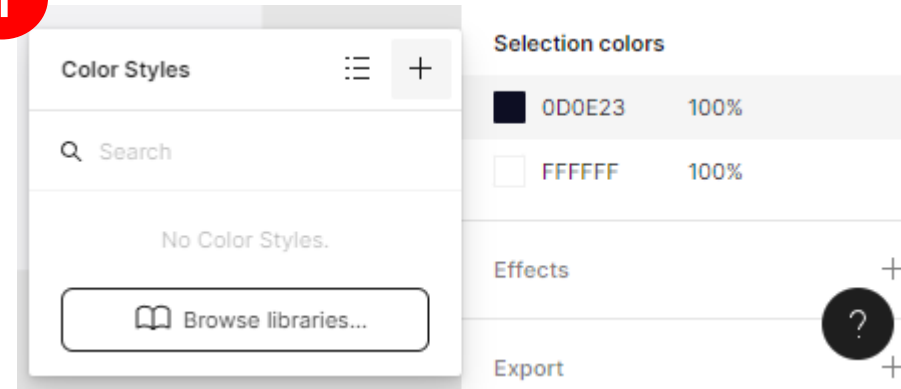 Color Styles
Search
No Color Styles.
Browse libraries...
Selection colors
0D0E23 100%
FFFFFF 100%
Effects
Export
?